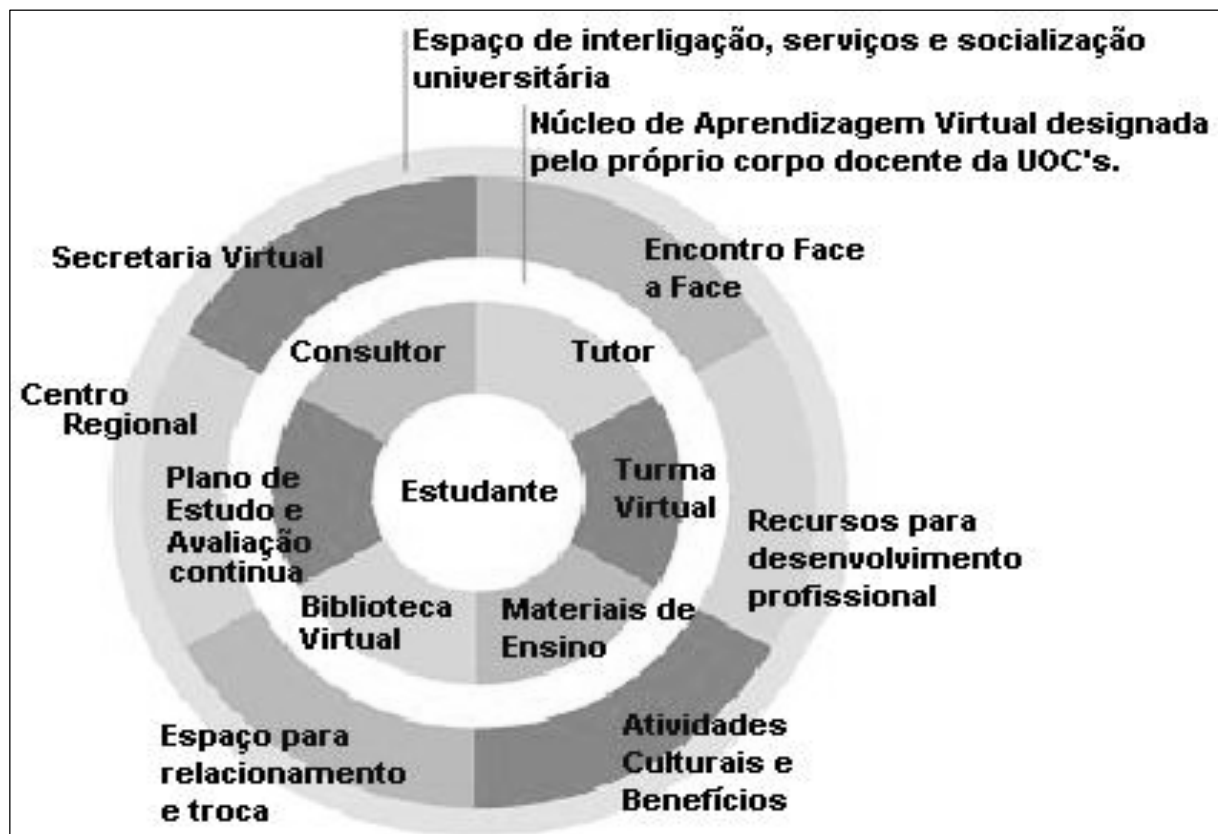 Espaço de interligação, serviços e socialização
universitária
Núcleo de Aprendizagem Virtual designada
pelo próprio corpo docente da UOC's.
Secretaria Virtual
Encontro Face
a Face
Consultor
Tutor
Centro
Regional
Plano de
Estudo e
Avaliação
continua
Estudante
Turma
Virtual
Recursos para
desenvolvimento
profissional
Biblioteca
Virtual
Materiais de
Ensino
Espaço para
relacionamento
e troca
Atividades
Culturais e
Benefícios